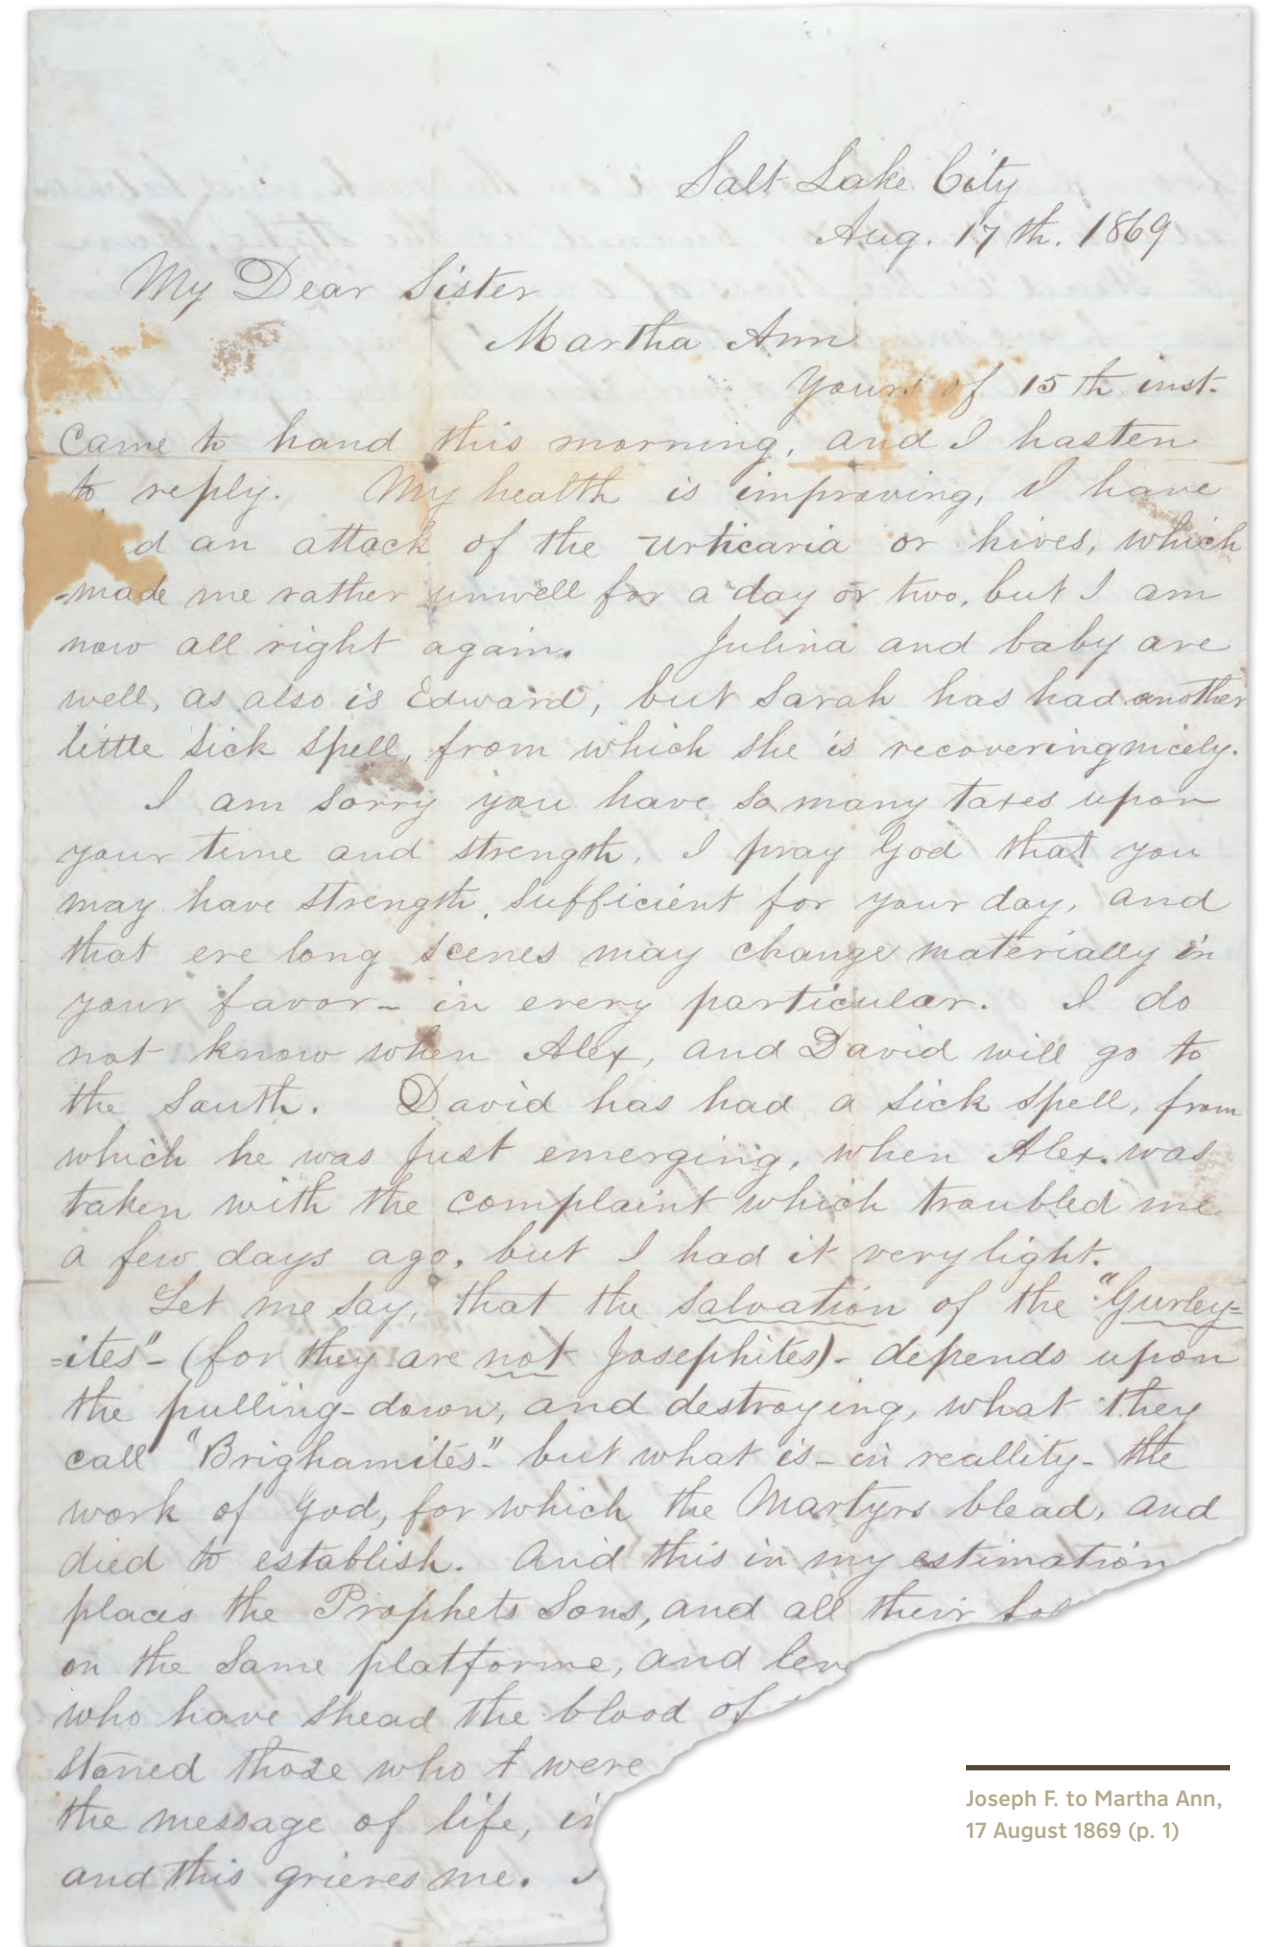 Salt Lake City
Aug. 17th. 1869
My Dear Sister
Martha Ann
Yours of 15th inst.
Came to hand this morning, and I hasten
to reply. My health is improving, I have
d an attack of the urticaria or hives, which
made me rather unwell for a day or two, but I am
now all right again. Julina and baby are
well, as also is Edward, but Sarah has had another
little sick spell, from which she is recovering nicely.
I am sorry you have so many taxes upon
your time and strength, I pray God that you
may have strength, sufficient for your day, and
that ere long scenes may change materially in
your favor - in every particular. I do
not know when Alex, and David will go to
the South. David has had a sick spell, from
which he was just emerging, when Alex. was
taken with the complaint which troubled me
a few days ago, but I had it very light.
Let me say, that the salvation of the "Gurley=
=ites" - (for they are not Josephites) - depends upon
the pulling-down, and destroying, what they
call "Brighamites" - but what is - in reallity - the
work of God, for which the Martyrs blead, and
died to establish. And this in my estimation
places the Prophets Sons, and all their
on the same platforme, and
who have shead the blood of
stoned those who were
the message of life,
and this grieves me. I
Joseph F. to Martha Ann,
17 August 1869 (p. 1)